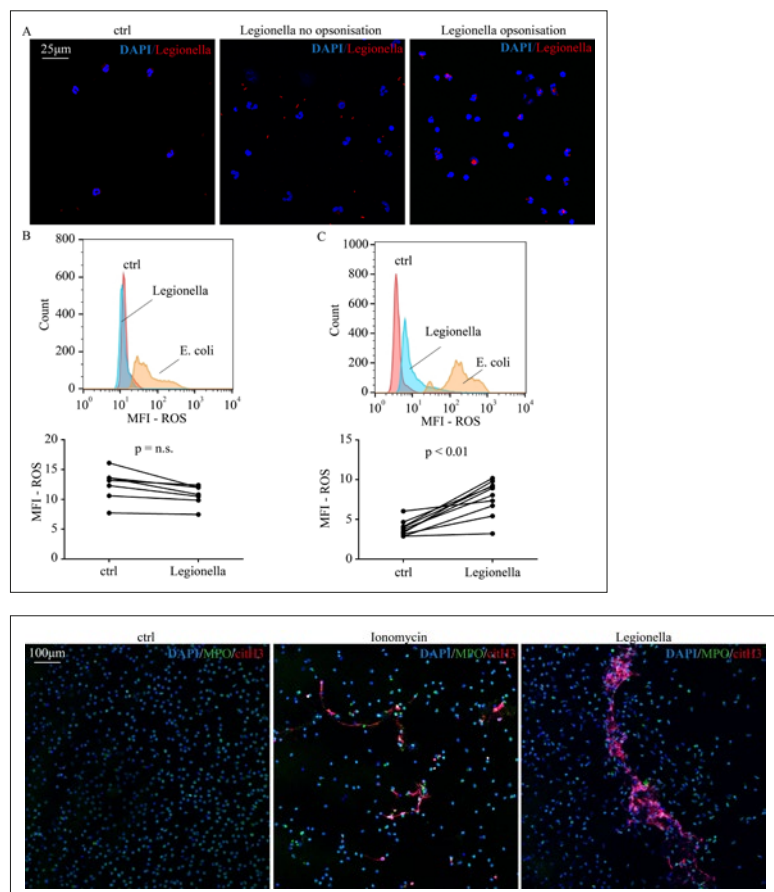 A
ctrl
Legionella no opsonisation
Legionella opsonisation
25μm
DAPI/Legionella
DAPI/Legionella
DAPI/Legionella
B
800
600
400
200
0
Count
ctrl
Legionella
E. coli
10⁰ 10¹ 10² 10³ 10⁴
MFI - ROS
C
1000
800
600
400
200
0
Count
ctrl
Legionella
E. coli
10⁰ 10¹ 10² 10³ 10⁴
MFI - ROS
20
15
10
5
0
MFI - ROS
p = n.s.
ctrl Legionella
15
10
5
0
MFI - ROS
p < 0.01
ctrl Legionella
ctrl
Ionomycin
Legionella
100μm
DAPI/MPO/citH3
DAPI/MPO/citH3
DAPI/MPO/citH3